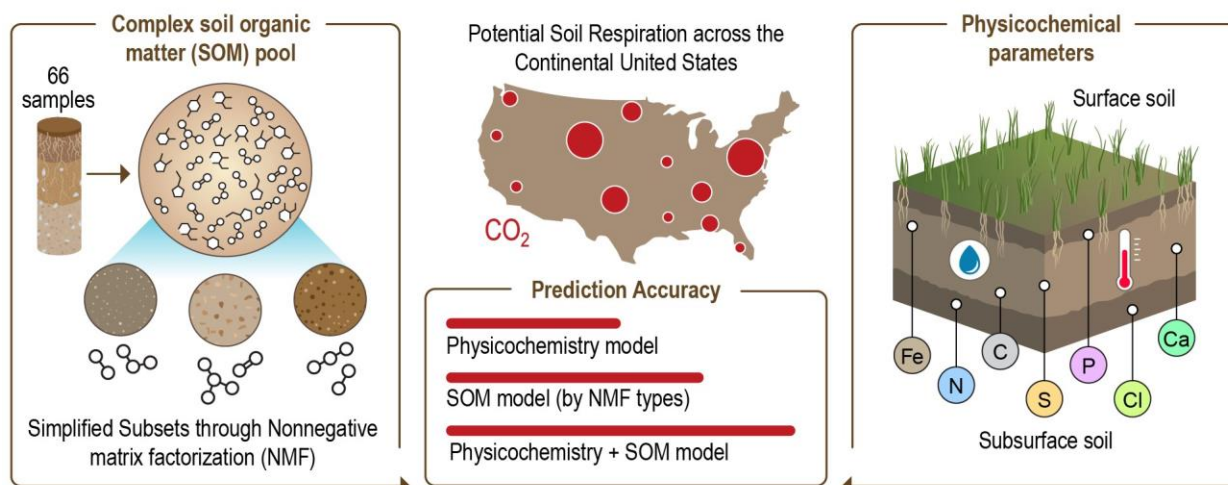 Complex soil organic
matter (SOM) pool
66
samples
Simplified Subsets through Nonnegative
matrix factorization (NMF)
Potential Soil Respiration across the
Continental United States
CO₂
Prediction Accuracy
Physicochemistry model
SOM model (by NMF types)
Physicochemistry + SOM model
Physicochemical
parameters
Surface soil
Fe
N
C
S
P
Cl
Ca
Subsurface soil